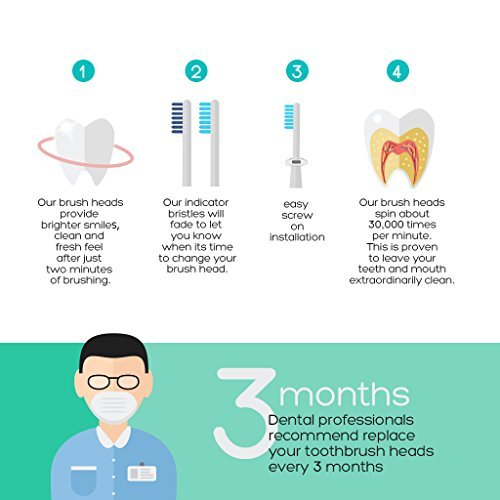 1
Our brush heads
provide
brighter smiles,
clean and
fresh feel
after just
two minutes
of brushing.
2
Our indicator
bristles will
fade to let
you know
when its time
to change your
brush head.
3
easy
screw
on
installation
4
Our brush heads
spin about
30,000 times
per minute.
This is proven
to leave your
teeth and mouth
extraordinarily clean.
3 months
Dental professionals
recommend replace
your toothbrush heads
every 3 months